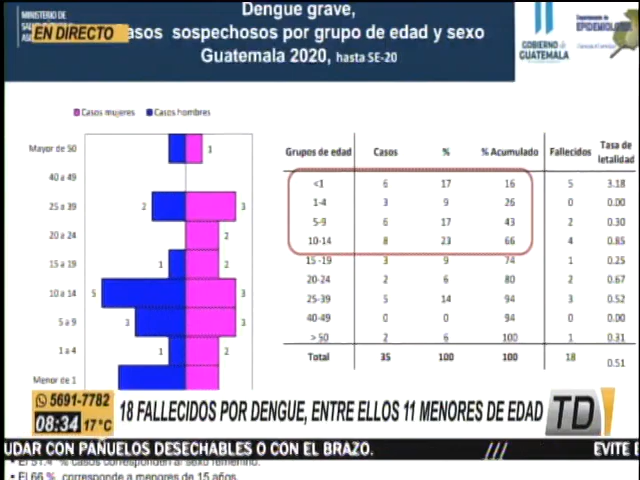 MINISTERIO DE
EN DIRECTO
Dengue grave,
Casos sospechosos por grupo de edad y sexo
Guatemala 2020, hasta SE-20
GOBIERNO de
GUATEMALA
Departamento de
EPIDEMIOLOGÍA
Casos mujeres Casos hombres
Mayor de 50 1
40 a 49
25 a 39 2 3
20 a 24 2
15 a 19 1 2
10 a 14 5 3
5 a 9 3 3
1 a 4 1 2
Menor de 1
Grupos de edad Casos % % Acumulado Fallecidos Tasa de letalidad
<1 6 17 16 5 3.18
1-4 3 9 26 0 0.00
5-9 6 17 43 2 0.30
10-14 8 23 66 4 0.85
15-19 3 9 74 1 0.25
20-24 2 6 80 2 0.67
25-39 5 14 94 3 0.52
40-49 0 0 94 0 0.00
>50 2 6 100 1 0.31
Total 35 100 100 18 0.51
5691-7782
08:34 17°C
18 FALLECIDOS POR DENGUE, ENTRE ELLOS 11 MENORES DE EDAD
TD
UDAR CON PAÑUELOS DESECHABLES O CON EL BRAZO. /// EVITE E
• El 51.4 % casos corresponden al sexo femenino.
• El 66 % corresponde a menores de 15 años.